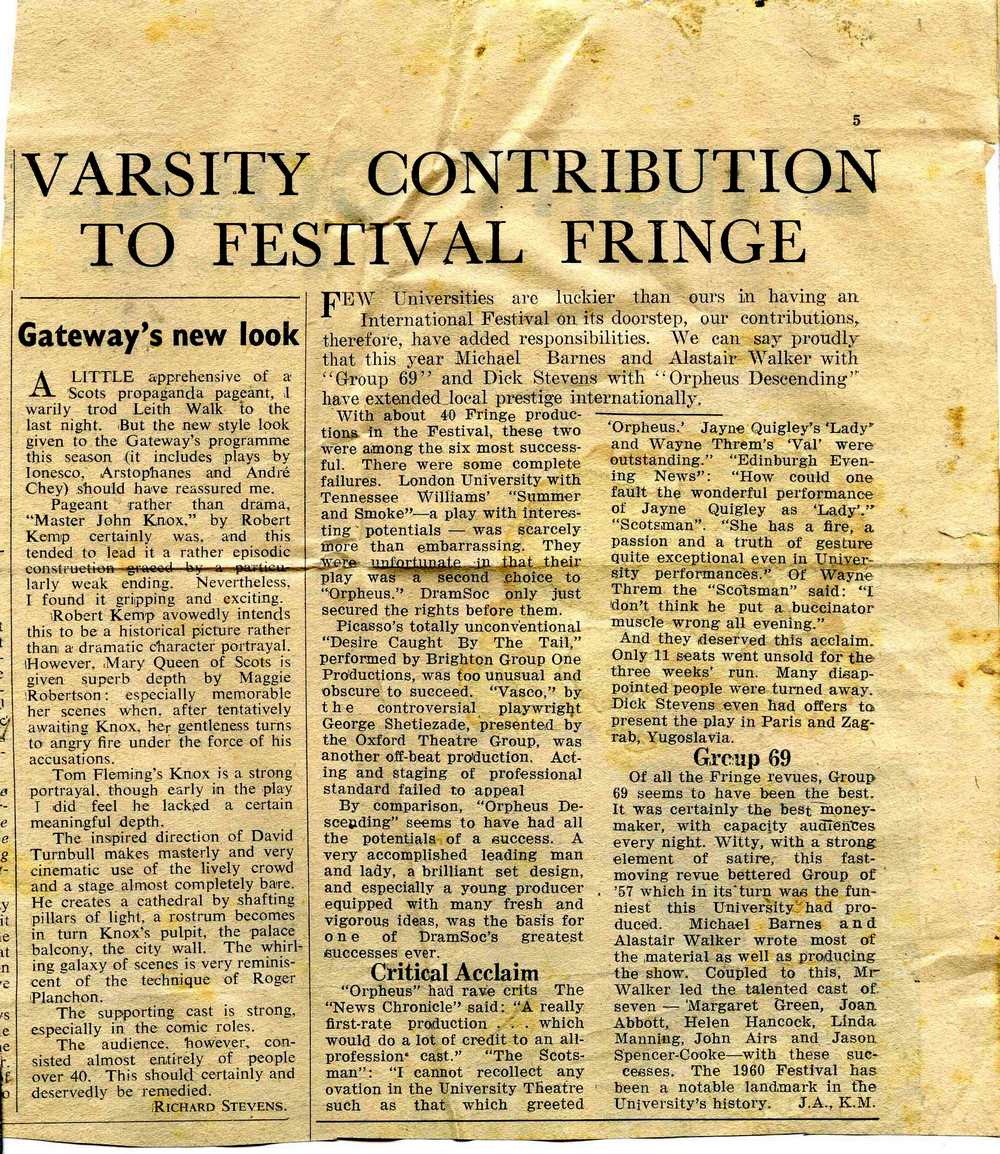 5
VARSITY CONTRIBUTION
TO FESTIVAL FRINGE
Gateway's new look
A LITTLE apprehensive of a
Scots propaganda pageant, I
warily trod Leith Walk to the
last night. But the new style look
given to the Gateway's programme
this season (it includes plays by
Ionesco, Arstophanes and André
Chey) should have reassured me.
Pageant rather than drama,
"Master John Knox," by Robert
Kemp certainly was, and this
tended to lead it a rather episodic
construction graced by a particu-
larly weak ending. Nevertheless,
I found it gripping and exciting.
Robert Kemp avowedly intends
this to be a historical picture rather
than a dramatic character portrayal.
However, Mary Queen of Scots is
given superb depth by Maggie
Robertson: especially memorable
her scenes when, after tentatively
awaiting Knox, her gentleness turns
to angry fire under the force of his
accusations.
Tom Fleming's Knox is a strong
portrayal, though early in the play
I did feel he lacked a certain
meaningful depth.
The inspired direction of David
Turnbull makes masterly and very
cinematic use of the lively crowd
and a stage almost completely bare.
He creates a cathedral by shafting
pillars of light, a rostrum becomes
in turn Knox's pulpit, the palace
balcony, the city wall. The whirl-
ing galaxy of scenes is very reminis-
cent of the technique of Roger
Planchon.
The supporting cast is strong,
especially in the comic roles.
The audience, however, con-
sisted almost entirely of people
over 40. This should certainly and
deservedly be remedied.
RICHARD STEVENS.
FEW Universities are luckier than ours in having an
International Festival on its doorstep, our contributions,
therefore, have added responsibilities. We can say proudly
that this year Michael Barnes and Alastair Walker with
"Group 69" and Dick Stevens with "Orpheus Descending"
have extended local prestige internationally.
With about 40 Fringe produc-
tions in the Festival, these two
were among the six most success-
ful. There were some complete
failures. London University with
Tennessee Williams' "Summer
and Smoke"—a play with interes-
ting potentials — was scarcely
more than embarrassing. They
were unfortunate in that their
play was a second choice to
"Orpheus." DramSoc only just
secured the rights before them.
Picasso's totally unconventional
"Desire Caught By The Tail,"
performed by Brighton Group One
Productions, was too unusual and
obscure to succeed. "Vasco," by
the controversial playwright
George Shetiezade, presented by
the Oxford Theatre Group, was
another off-beat production. Act-
ing and staging of professional
standard failed to appeal
By comparison, "Orpheus De-
scending" seems to have had all
the potentials of a success. A
very accomplished leading man
and lady, a brilliant set design,
and especially a young producer
equipped with many fresh and
vigorous ideas, was the basis for
one of DramSoc's greatest
successes ever.
Critical Acclaim
"Orpheus" had rave crits The
"News Chronicle" said: "A really
first-rate production . . . which
would do a lot of credit to an all-
profession cast." "The Scots-
man": "I cannot recollect any
ovation in the University Theatre
such as that which greeted
'Orpheus.' Jayne Quigley's 'Lady'
and Wayne Threm's 'Val' were
outstanding." "Edinburgh Even-
ing News": "How could one
fault the wonderful performance
of Jayne Quigley as 'Lady'."
"Scotsman". "She has a fire, a
passion and a truth of gesture
quite exceptional even in Univer-
sity performances." Of Wayne
Threm the "Scotsman" said: "I
don't think he put a buccinator
muscle wrong all evening."
And they deserved this acclaim.
Only 11 seats went unsold for the
three weeks' run. Many disap-
pointed people were turned away.
Dick Stevens even had offers to
present the play in Paris and Zag-
rab, Yugoslavia.
Group 69
Of all the Fringe revues, Group
69 seems to have been the best.
It was certainly the best money-
maker, with capacity audiences
every night. Witty, with a strong
element of satire, this fast-
moving revue bettered Group of
'57 which in its turn was the fun-
niest this University had pro-
duced. Michael Barnes and
Alastair Walker wrote most of
the material as well as producing
the show. Coupled to this, Mr
Walker led the talented cast of
seven — Margaret Green, Joan
Abbott, Helen Hancock, Linda
Manning, John Airs and Jason
Spencer-Cooke—with these suc-
cesses. The 1960 Festival has
been a notable landmark in the
University's history. J.A., K.M.